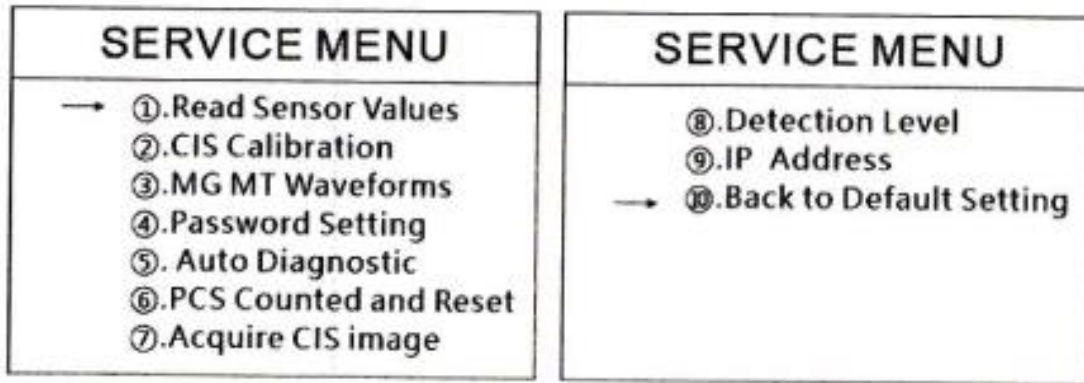 SERVICE MENU
→ ①.Read Sensor Values
②.CIS Calibration
③.MG MT Waveforms
④.Password Setting
⑤. Auto Diagnostic
⑥.PCS Counted and Reset
⑦.Acquire CIS image
SERVICE MENU
⑧.Detection Level
⑨.IP Address
→ ⑩.Back to Default Setting